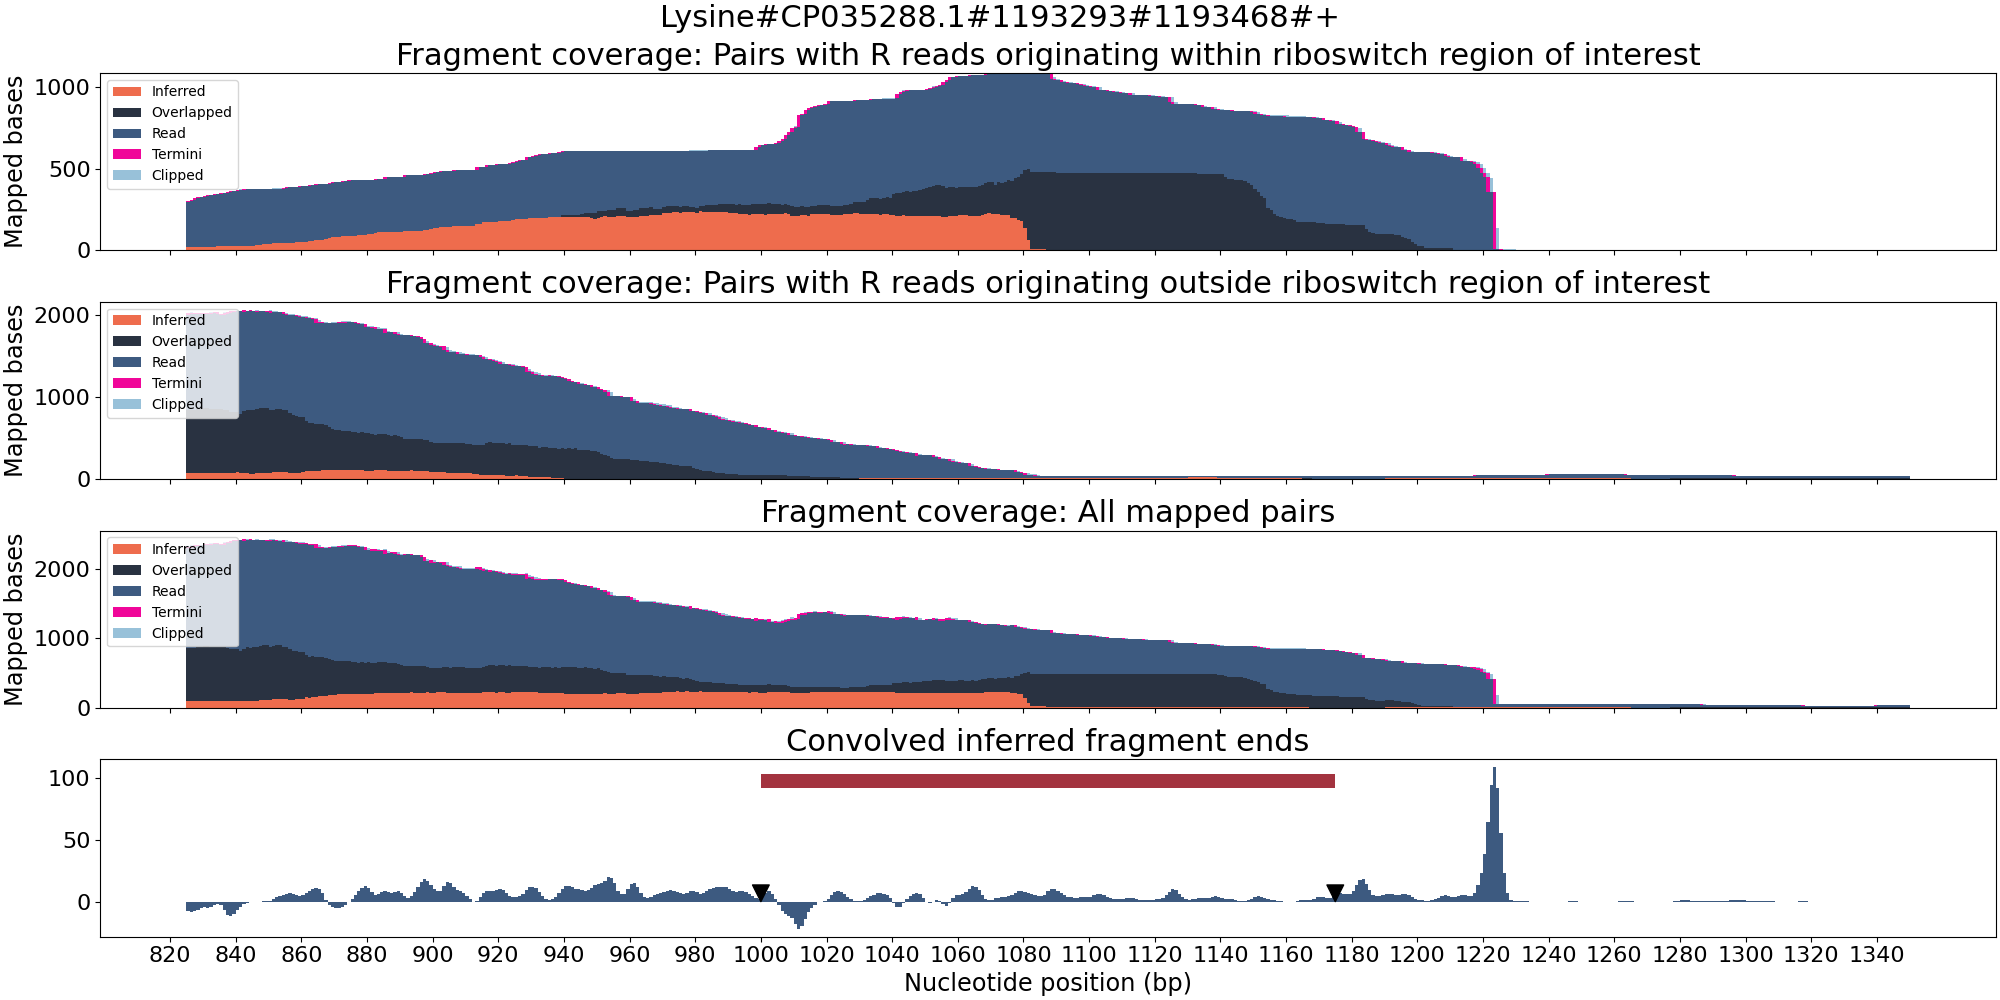 Lysine#CP035288.1#1193293#1193468#+
Fragment coverage: Pairs with R reads originating within riboswitch region of interest
Mapped bases
1000
500
0
Inferred
Overlapped
Read
Termini
Clipped
Fragment coverage: Pairs with R reads originating outside riboswitch region of interest
Mapped bases
2000
1000
0
Inferred
Overlapped
Read
Termini
Clipped
Fragment coverage: All mapped pairs
Mapped bases
2000
1000
0
Inferred
Overlapped
Read
Termini
Clipped
Convolved inferred fragment ends
100
50
0
820 840 860 880 900 920 940 960 980 1000 1020 1040 1060 1080 1100 1120 1140 1160 1180 1200 1220 1240 1260 1280 1300 1320 1340
Nucleotide position (bp)